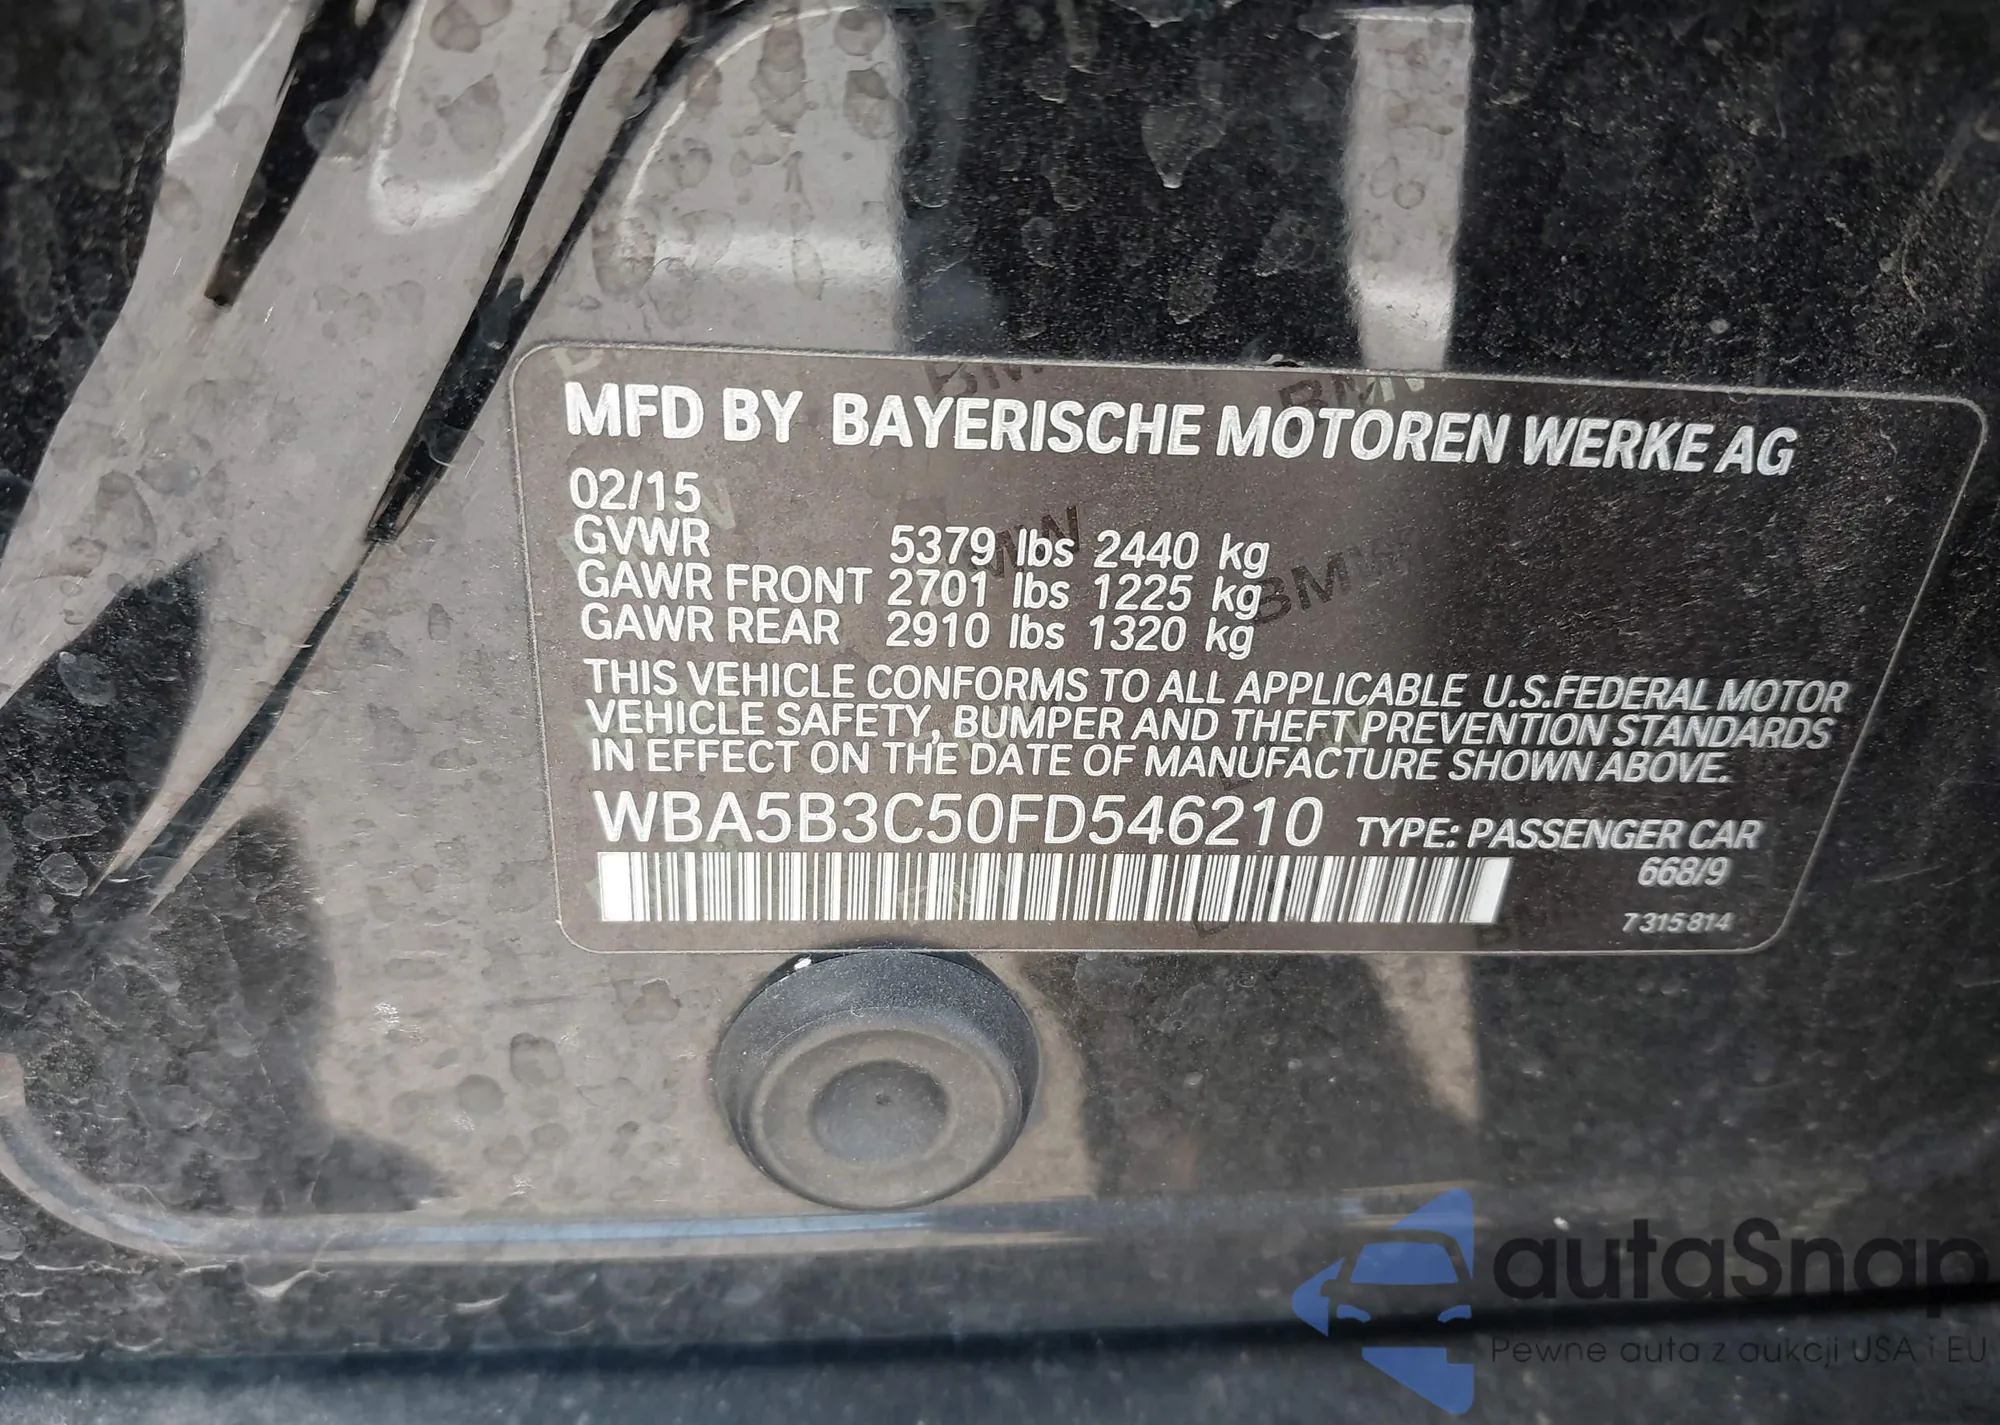 MFD BY BAYERISCHE MOTOREN WERKE AG
02/15
GVWR 5379 lbs 2440 kg
GAWR FRONT 2701 lbs 1225 kg
GAWR REAR 2910 lbs 1320 kg
THIS VEHICLE CONFORMS TO ALL APPLICABLE U.S.FEDERAL MOTOR
VEHICLE SAFETY, BUMPER AND THEFT PREVENTION STANDARDS
IN EFFECT ON THE DATE OF MANUFACTURE SHOWN ABOVE.
WBA5B3C50FD546210 TYPE: PASSENGER CAR
668/9
7315814
autaSnap
Pewne auta z aukcji USA i EU